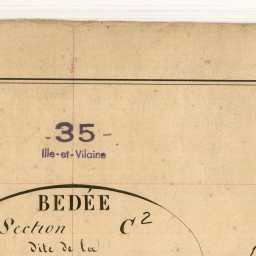 - 35 -
Ille-et-Vilaine
BEDÉE
Section C²
dite de la